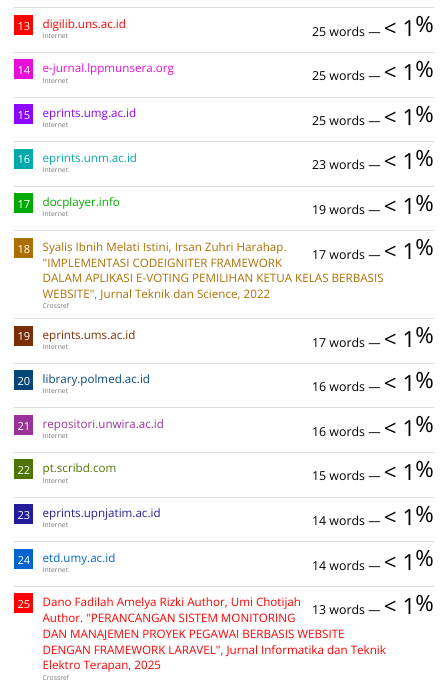 13 digilib.uns.ac.id 25 words — < 1%
Internet
14 e-jurnal.lppmunsera.org 25 words — < 1%
Internet
15 eprints.umg.ac.id 25 words — < 1%
Internet
16 eprints.unm.ac.id 23 words — < 1%
Internet
17 docplayer.info 19 words — < 1%
Internet
18 Syalis Ibnih Melati Istini, Irsan Zuhri Harahap. 17 words — < 1%
"IMPLEMENTASI CODEIGNITER FRAMEWORK
DALAM APLIKASI E-VOTING PEMILIHAN KETUA KELAS BERBASIS
WEBSITE", Jurnal Teknik dan Science, 2022
Crossref
19 eprints.ums.ac.id 17 words — < 1%
Internet
20 library.polmed.ac.id 16 words — < 1%
Internet
21 repositori.unwira.ac.id 16 words — < 1%
Internet
22 pt.scribd.com 15 words — < 1%
Internet
23 eprints.upnjatim.ac.id 14 words — < 1%
Internet
24 etd.umy.ac.id 14 words — < 1%
Internet
25 Dano Fadilah Amelya Rizki Author, Umi Chotijah 13 words — < 1%
Author. "PERANCANGAN SISTEM MONITORING
DAN MANAJEMEN PROYEK PEGAWAI BERBASIS WEBSITE
DENGAN FRAMEWORK LARAVEL", Jurnal Informatika dan Teknik
Elektro Terapan, 2025
Crossref